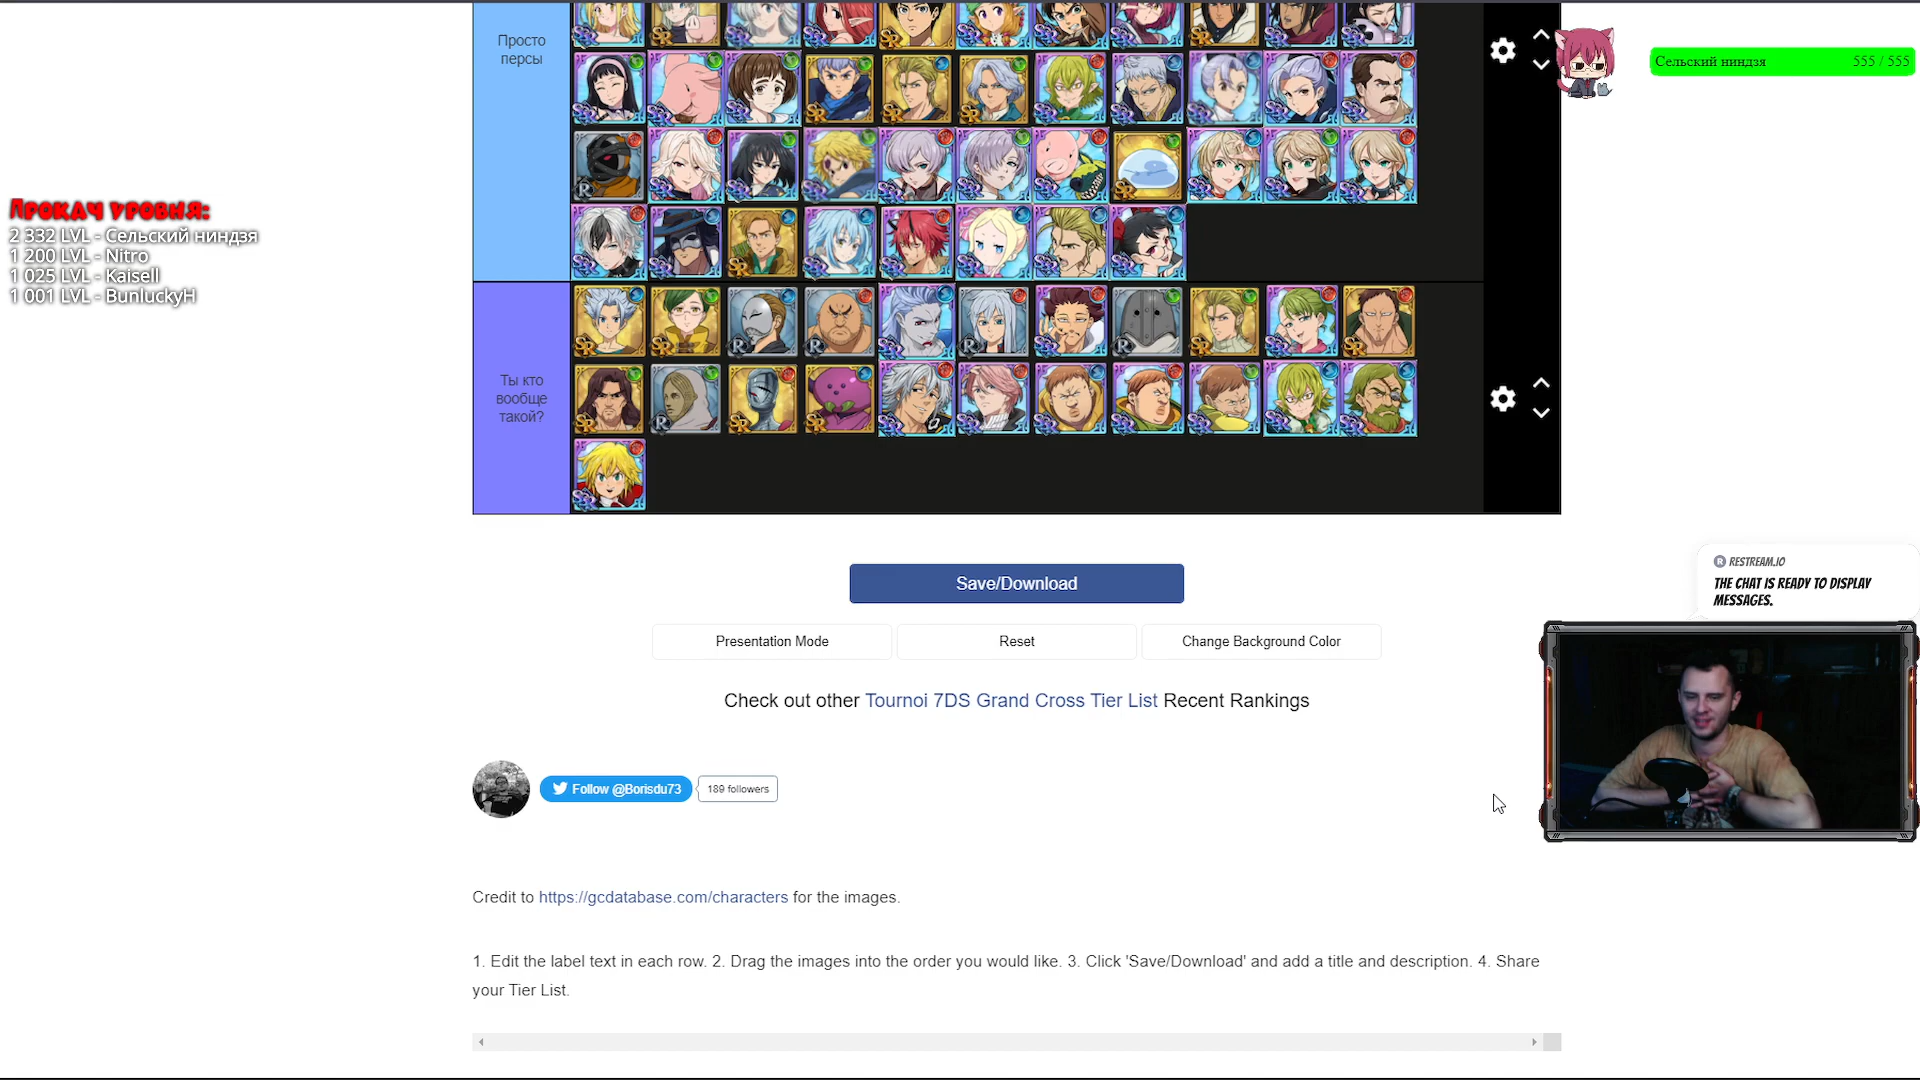 Просто
персы
Сельский ниндзя 555 / 555
Прокач уровня:
2 332 LVL - Сельский ниндзя
1 200 LVL - Nitro
1 025 LVL - Kaisell
1 001 LVL - BunluckyH
Ты кто
вообще
такой?
Save/Download
RESTREAM.IO
THE CHAT IS READY TO DISPLAY
MESSAGES.
Presentation Mode
Reset
Change Background Color
Check out other Tournoi 7DS Grand Cross Tier List Recent Rankings
Follow @Borisdu73
189 followers
Credit to https://gcdatabase.com/characters for the images.
1. Edit the label text in each row. 2. Drag the images into the order you would like. 3. Click 'Save/Download' and add a title and description. 4. Share
your Tier List.